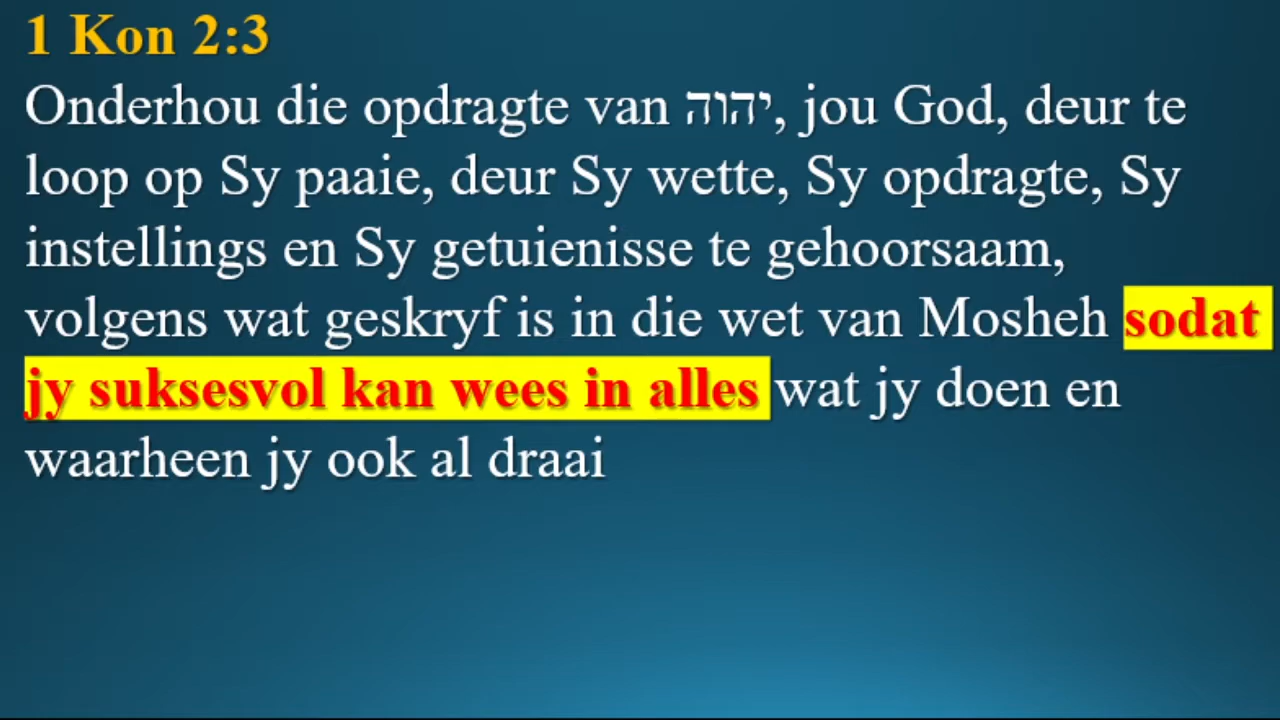 1 Kon 2:3
Onderhou die opdragte van יהוה, jou God, deur te
loop op Sy paaie, deur Sy wette, Sy opdragte, Sy
instellings en Sy getuienisse te gehoorsaam,
volgens wat geskryf is in die wet van Mosheh sodat
jy suksesvol kan wees in alles wat jy doen en
waarheen jy ook al draai